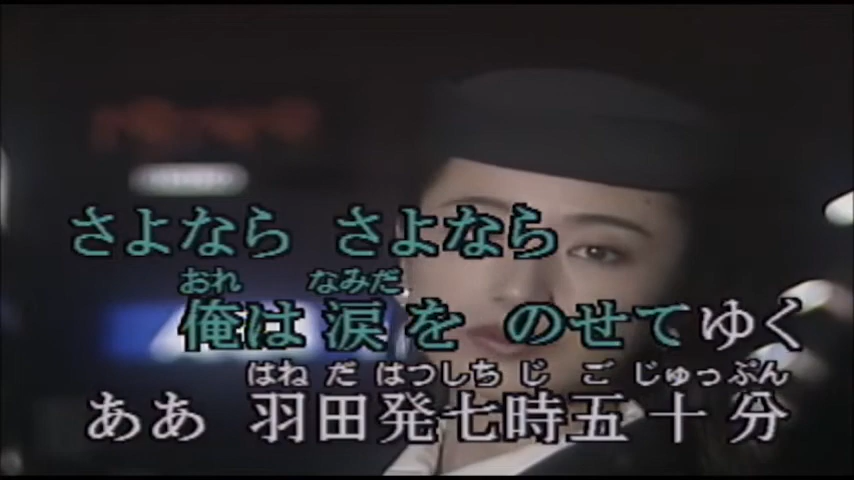 さよなら さよなら
おれ なみだ
俺は 涙を のせて ゆく
はねだ はつしちじ ごじゅっぷん
ああ 羽田発七時五十分